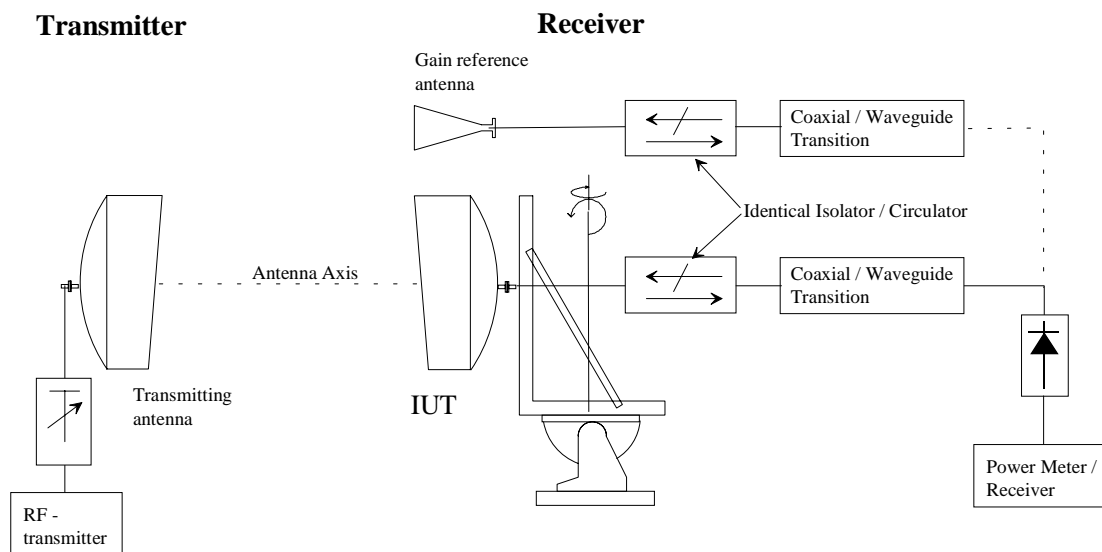 Transmitter
Receiver
Gain reference
antenna
Coaxial / Waveguide
Transition
Identical Isolator / Circulator
Antenna Axis
Coaxial / Waveguide
Transition
Transmitting
antenna
IUT
Power Meter /
Receiver
RF -
transmitter